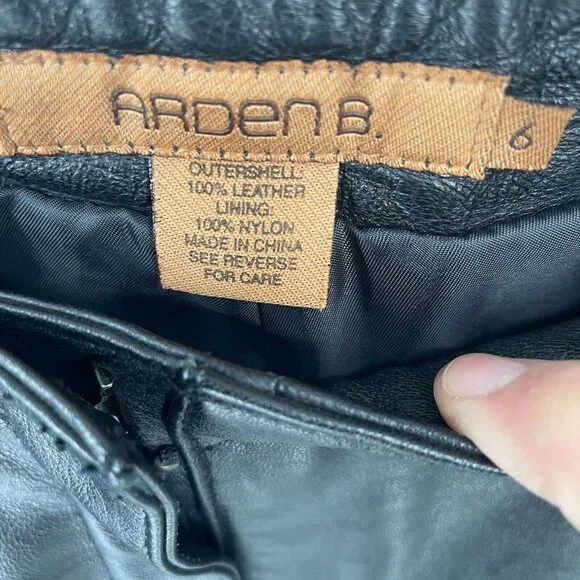 ARDEN B.
6
OUTERSHELL:
100% LEATHER
LINING:
100% NYLON
MADE IN CHINA
SEE REVERSE
FOR CARE